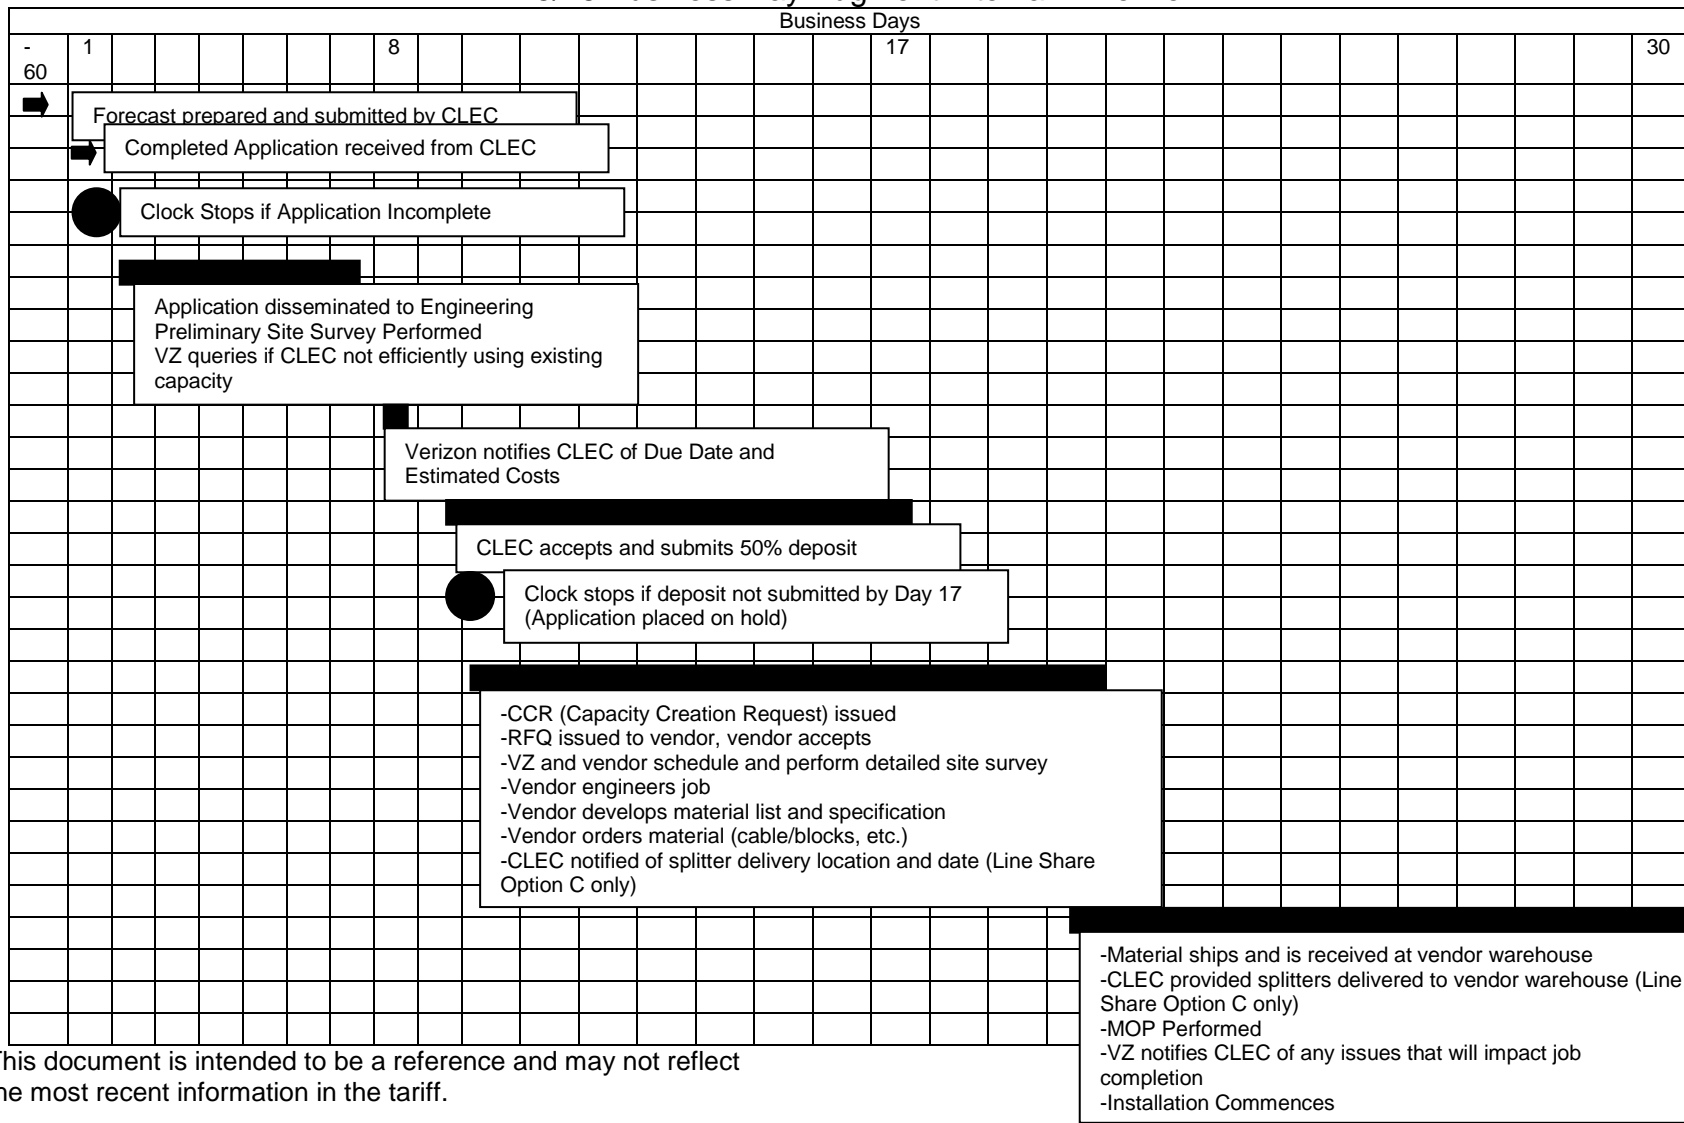 Business Days
- 1 8 17 30
60
Forecast prepared and submitted by CLEC
Completed Application received from CLEC
Clock Stops if Application Incomplete
Application disseminated to Engineering
Preliminary Site Survey Performed
VZ queries if CLEC not efficiently using existing
capacity
Verizon notifies CLEC of Due Date and
Estimated Costs
CLEC accepts and submits 50% deposit
Clock stops if deposit not submitted by Day 17
(Application placed on hold)
-CCR (Capacity Creation Request) issued
-RFQ issued to vendor, vendor accepts
-VZ and vendor schedule and perform detailed site survey
-Vendor engineers job
-Vendor develops material list and specification
-Vendor orders material (cable/blocks, etc.)
-CLEC notified of splitter delivery location and date (Line Share
Option C only)
-Material ships and is received at vendor warehouse
-CLEC provided splitters delivered to vendor warehouse (Line
Share Option C only)
-MOP Performed
-VZ notifies CLEC of any issues that will impact job
completion
-Installation Commences
This document is intended to be a reference and may not reflect
the most recent information in the tariff.